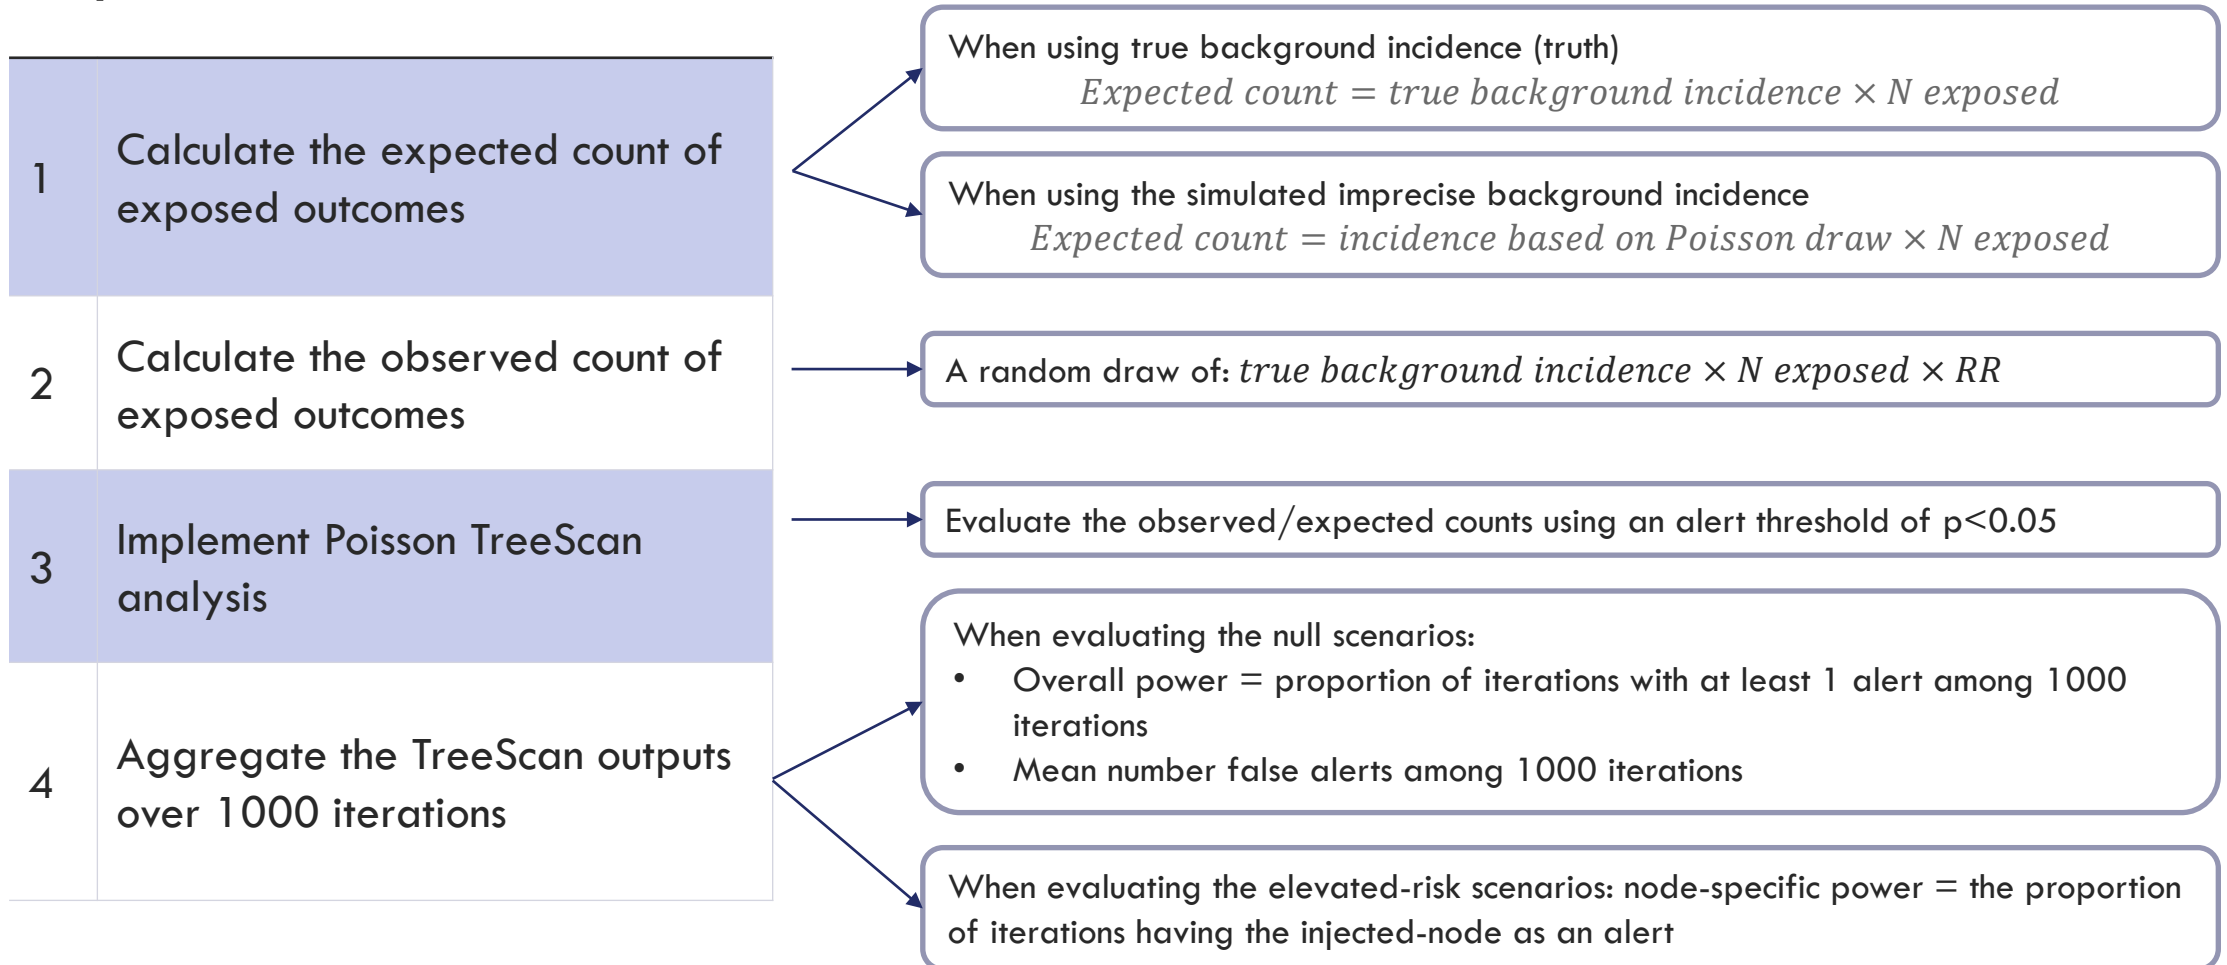 1
Calculate the expected count of
exposed outcomes
When using true background incidence (truth)
Expected count = true background incidence × N exposed
When using the simulated imprecise background incidence
Expected count = incidence based on Poisson draw × N exposed
2
Calculate the observed count of
exposed outcomes
A random draw of: true background incidence × N exposed × RR
3
Implement Poisson TreeScan
analysis
Evaluate the observed/expected counts using an alert threshold of p<0.05
4
Aggregate the TreeScan outputs
over 1000 iterations
When evaluating the null scenarios:
• Overall power = proportion of iterations with at least 1 alert among 1000
iterations
• Mean number false alerts among 1000 iterations
When evaluating the elevated-risk scenarios: node-specific power = the proportion
of iterations having the injected-node as an alert